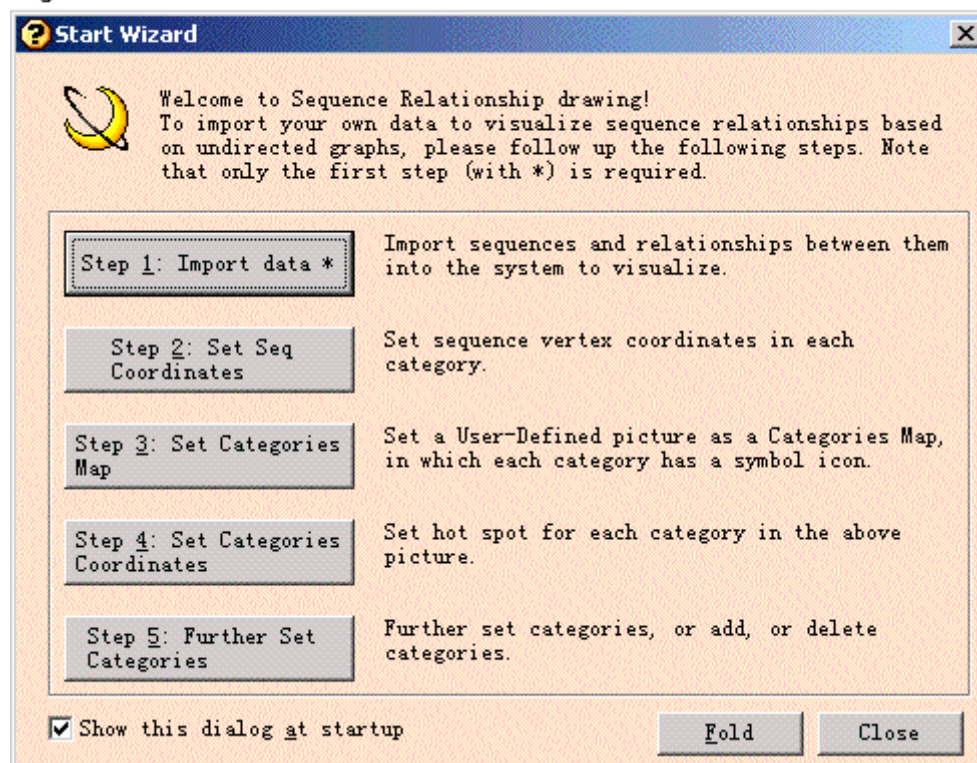 Start Wizard
Welcome to Sequence Relationship drawing!
To import your own data to visualize sequence relationships based
on undirected graphs, please follow up the following steps. Note
that only the first step (with *) is required.
Step 1: Import data *
Import sequences and relationships between them
into the system to visualize.
Step 2: Set Seq
Coordinates
Set sequence vertex coordinates in each
category.
Step 3: Set Categories
Map
Set a User-Defined picture as a Categories Map,
in which each category has a symbol icon.
Step 4: Set Categories
Coordinates
Set hot spot for each category in the above
picture.
Step 5: Further Set
Categories
Further set categories, or add, or delete
categories.
Show this dialog at startup
Fold
Close